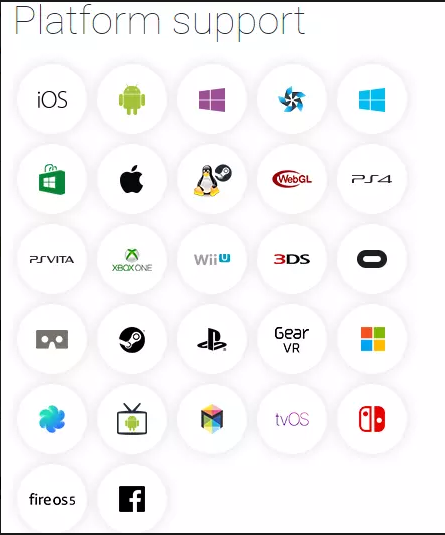 Platform support
iOS
WebGL
PS4
PSVITA
XBOX ONE
Wii U
3DS
Gear
VR
tvOS
fireos5